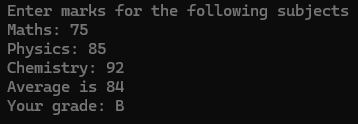 Enter marks for the following subjects
Maths: 75
Physics: 85
Chemistry: 92
Average is 84
Your grade: B